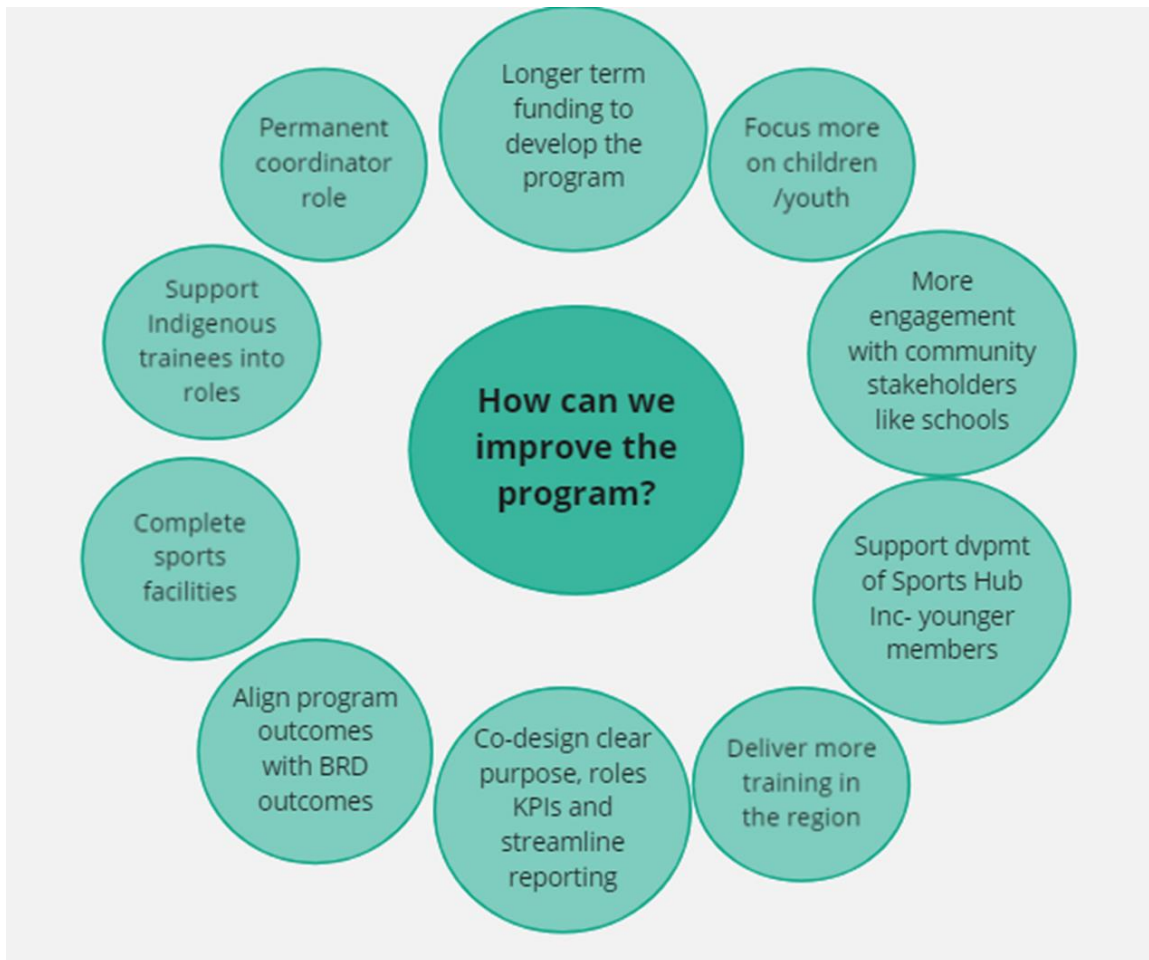 Longer term
funding to
develop the
program
Focus more
on children
/youth
More
engagement
with community
stakeholders
like schools
Support dvpmt
of Sports Hub
Inc- younger
members
Deliver more
training in
the region
Co-design clear
purpose, roles
KPIs and
streamline
reporting
Align program
outcomes
with BRD
outcomes
Complete
sports
facilities
Support
Indigenous
trainees into
roles
Permanent
coordinator
role
How can we
improve the
program?